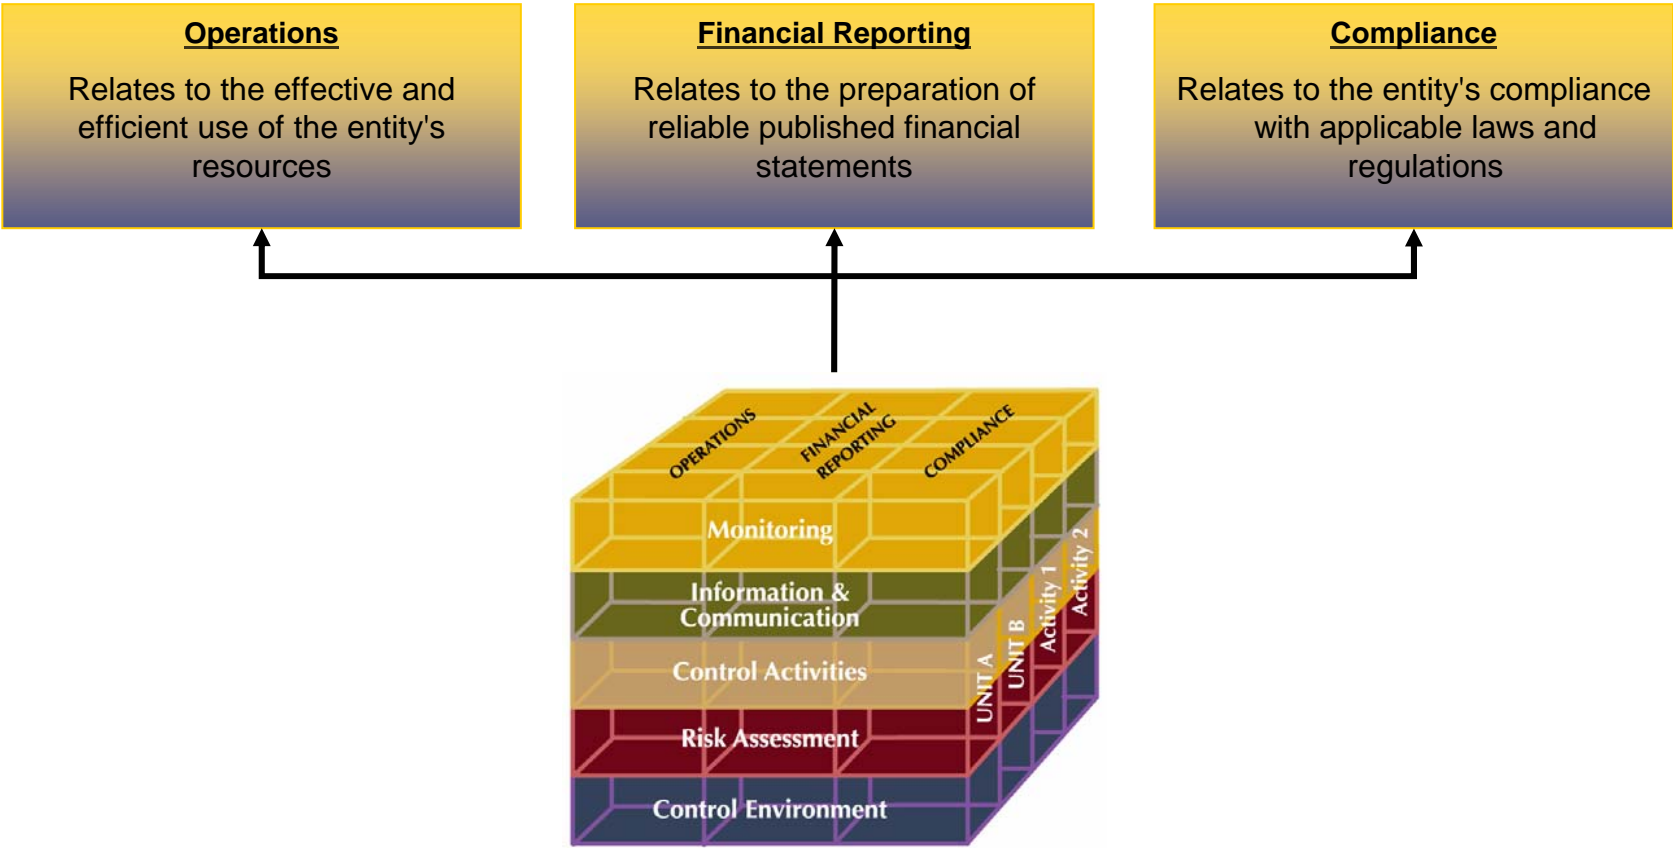 Operations
Relates to the effective and
efficient use of the entity's
resources
Financial Reporting
Relates to the preparation of
reliable published financial
statements
Compliance
Relates to the entity's compliance
with applicable laws and
regulations
OPERATIONS
FINANCIAL
REPORTING
COMPLIANCE
Monitoring
Information &
Communication
Control Activities
Risk Assessment
Control Environment
UNIT A
UNIT B
Activity 1
Activity 2